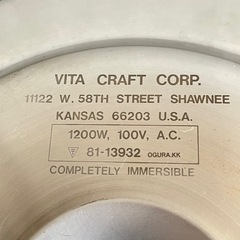 VITA CRAFT CORP.
11122 W. 58TH STREET SHAWNEE
KANSAS 66203 U.S.A.
1200W, 100V, A.C.
81-13932 OGURA.KK
COMPLETELY IMMERSIBLE